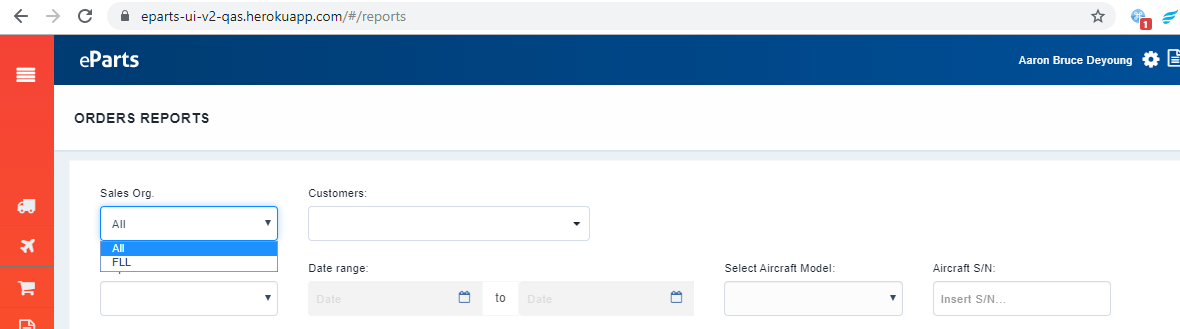 eparts-ui-v2-qas.herokuapp.com/#/reports
1
eParts
Aaron Bruce Deyoung
ORDERS REPORTS
Sales Org.
Customers:
All
All
FLL
Date range:
Select Aircraft Model:
Aircraft S/N:
Date
to
Date
Insert S/N...